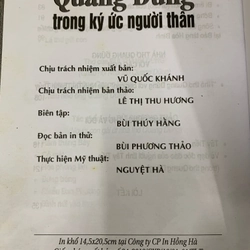 Quang Dũng
trong ký ức người thân
Chịu trách nhiệm xuất bản:
VŨ QUỐC KHÁNH
Chịu trách nhiệm bản thảo:
LÊ THỊ THU HƯƠNG
Biên tập:
BÙI THÚY HẰNG
Đọc bản in thử:
BÙI PHƯƠNG THẢO
Thực hiện Mỹ thuật:
NGUYỆT HÀ
In khổ 14,5x20,5cm tại Công ty CP In Hồng Hà